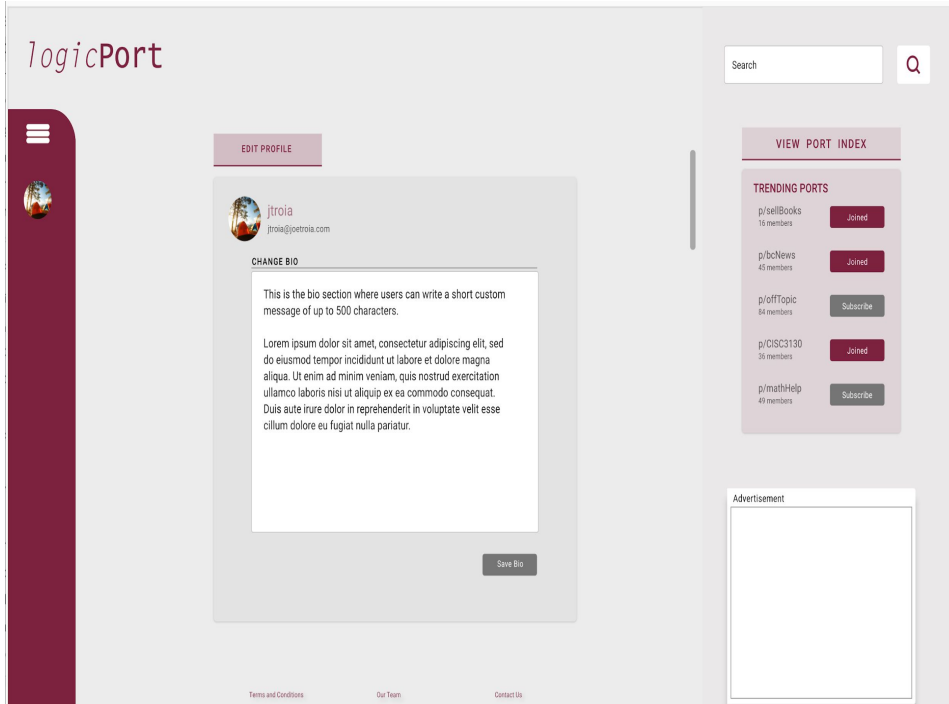 logicPort
Search
EDIT PROFILE
VIEW PORT INDEX
jtroia
jtroia@joetroia.com
CHANGE BIO
This is the bio section where users can write a short custom
message of up to 500 characters.
Lorem ipsum dolor sit amet, consectetur adipiscing elit, sed
do eiusmod tempor incididunt ut labore et dolore magna
aliqua. Ut enim ad minim veniam, quis nostrud exercitation
ullamco laboris nisi ut aliquip ex ea commodo consequat.
Duis aute irure dolor in reprehenderit in voluptate velit esse
cillum dolore eu fugiat nulla pariatur.
Save Bio
TRENDING PORTS
p/sellBooks
16 members
Joined
p/bcNews
45 members
Joined
p/offTopic
84 members
Subscribe
p/CISC3130
36 members
Joined
p/mathHelp
49 members
Subscribe
Advertisement
Terms and Conditions
Our Team
Contact Us